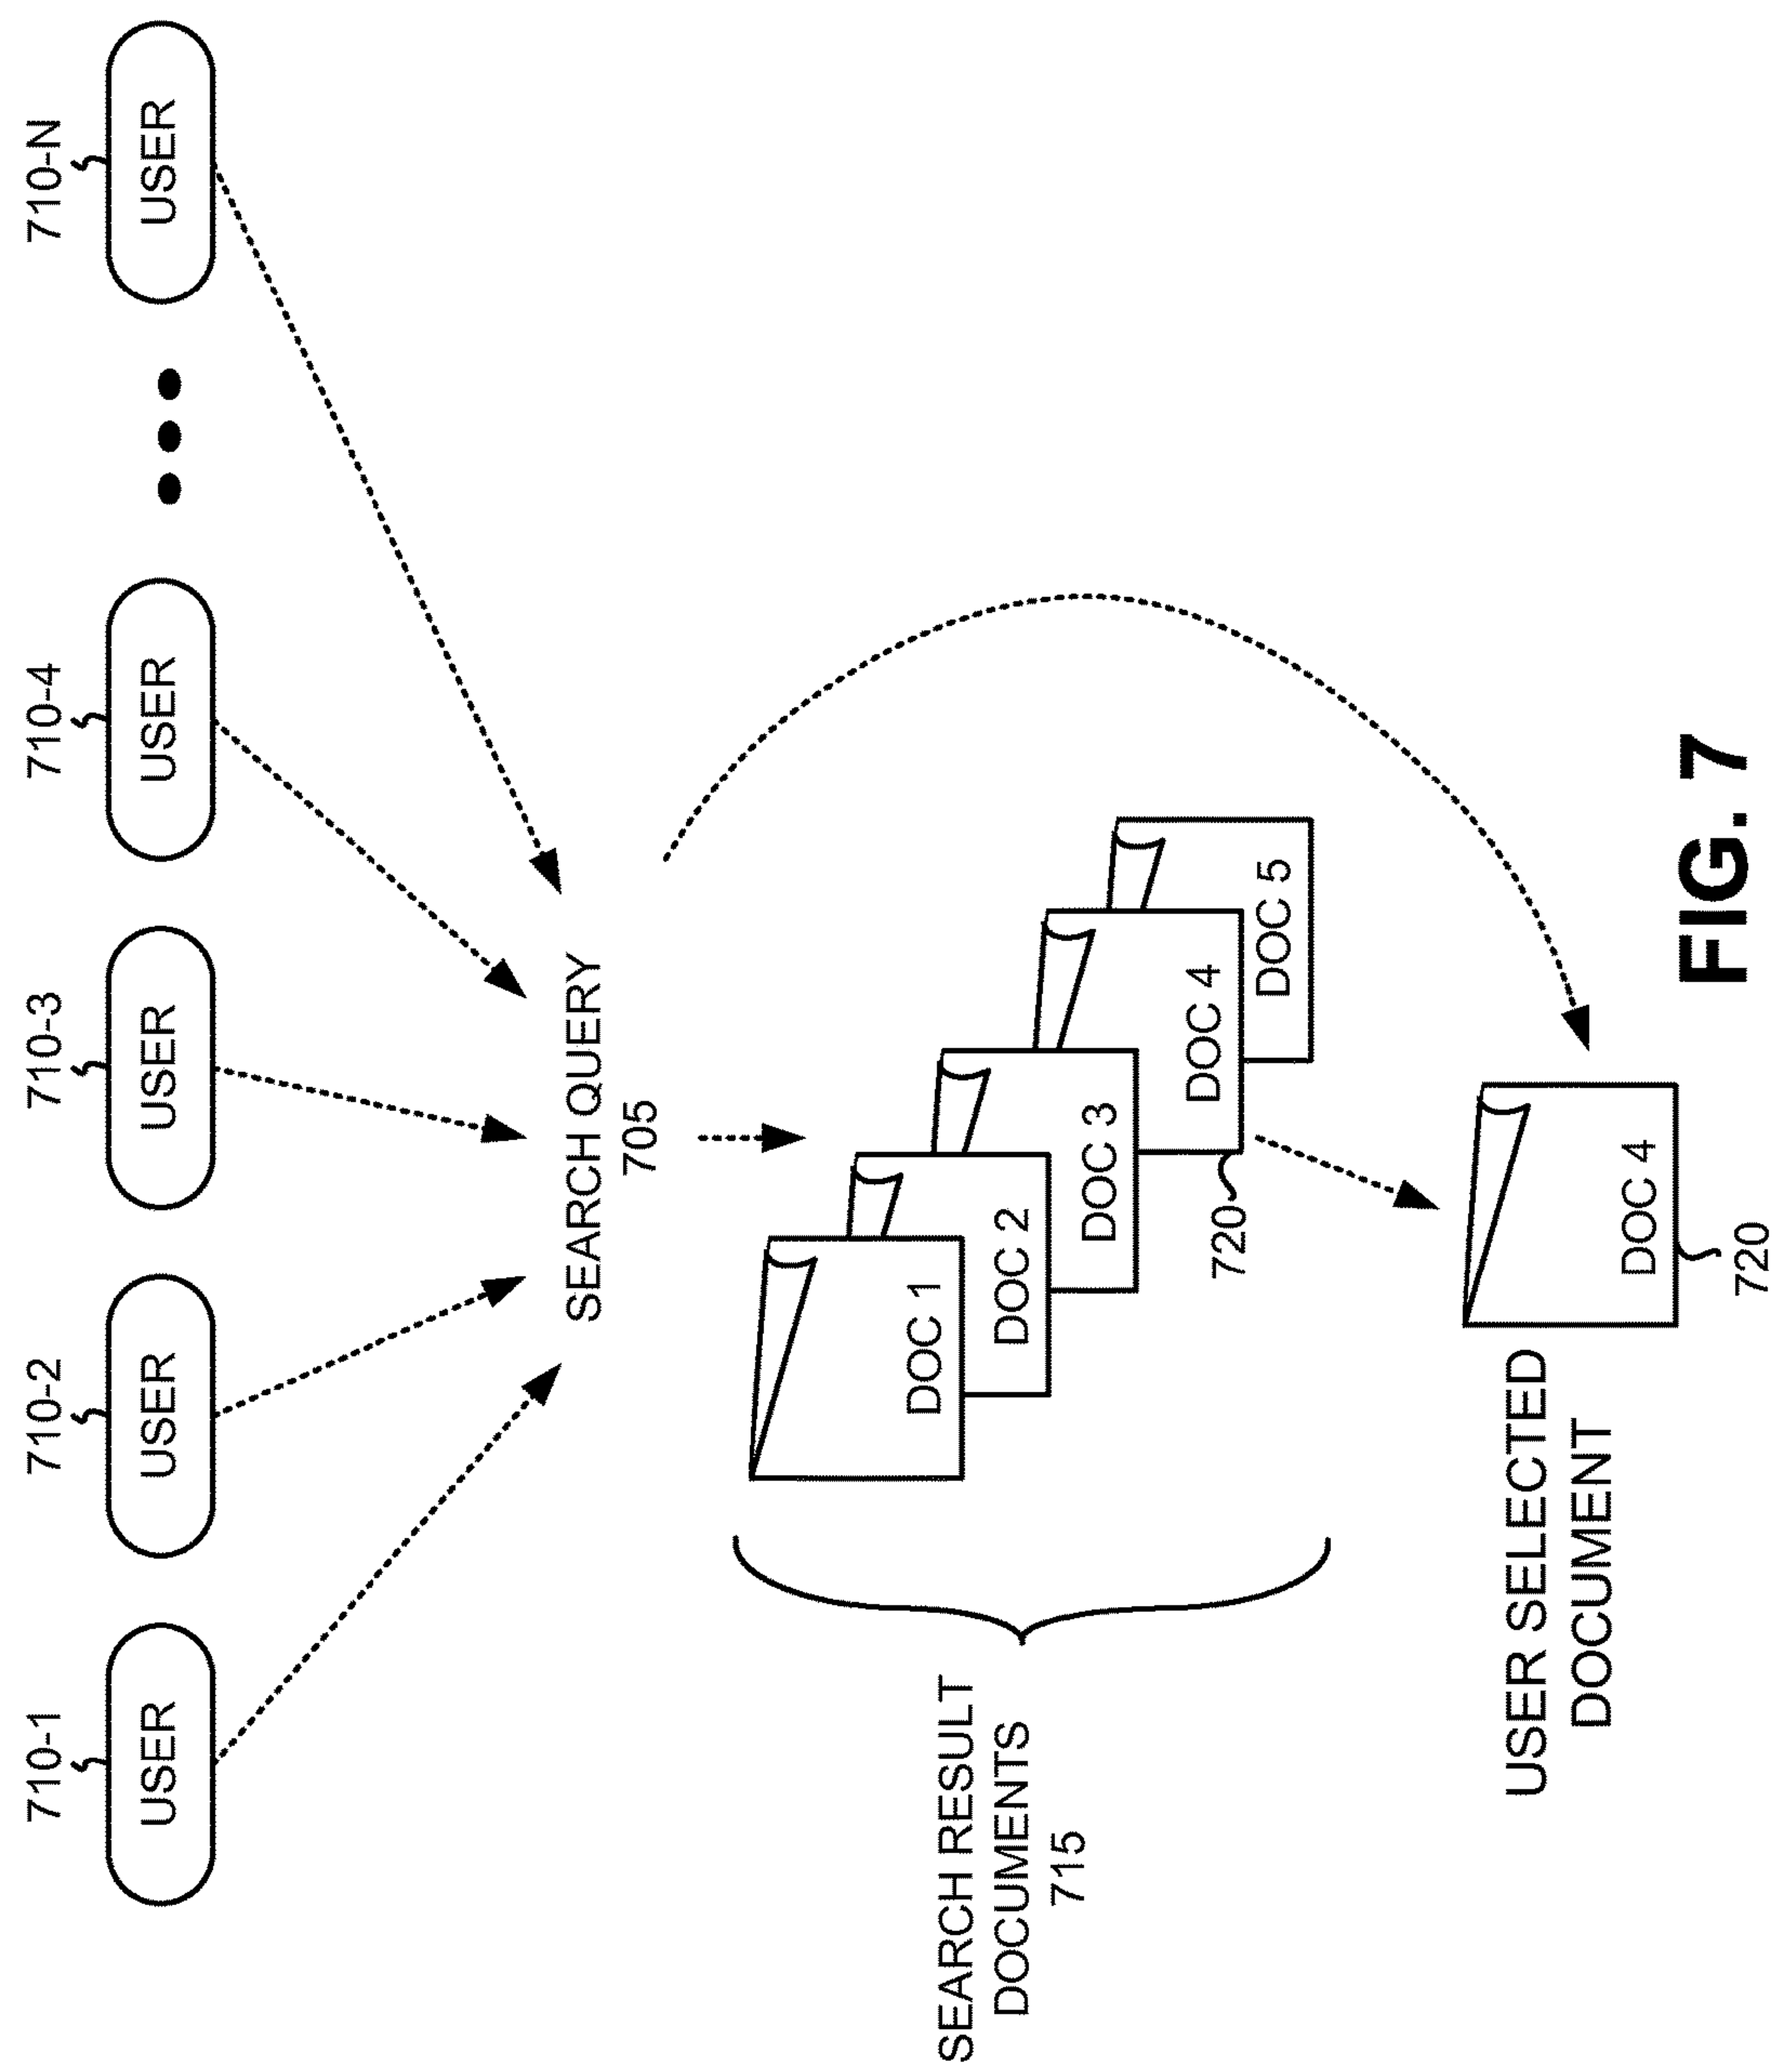 710-1
710-2
710-3
710-4
710-N
USER
USER
USER
USER
USER
SEARCH QUERY
705
SEARCH RESULT
DOCUMENTS
715
DOC 1
DOC 2
DOC 3
DOC 4
DOC 5
720
USER SELECTED
DOCUMENT
DOC 4
720
FIG. 7